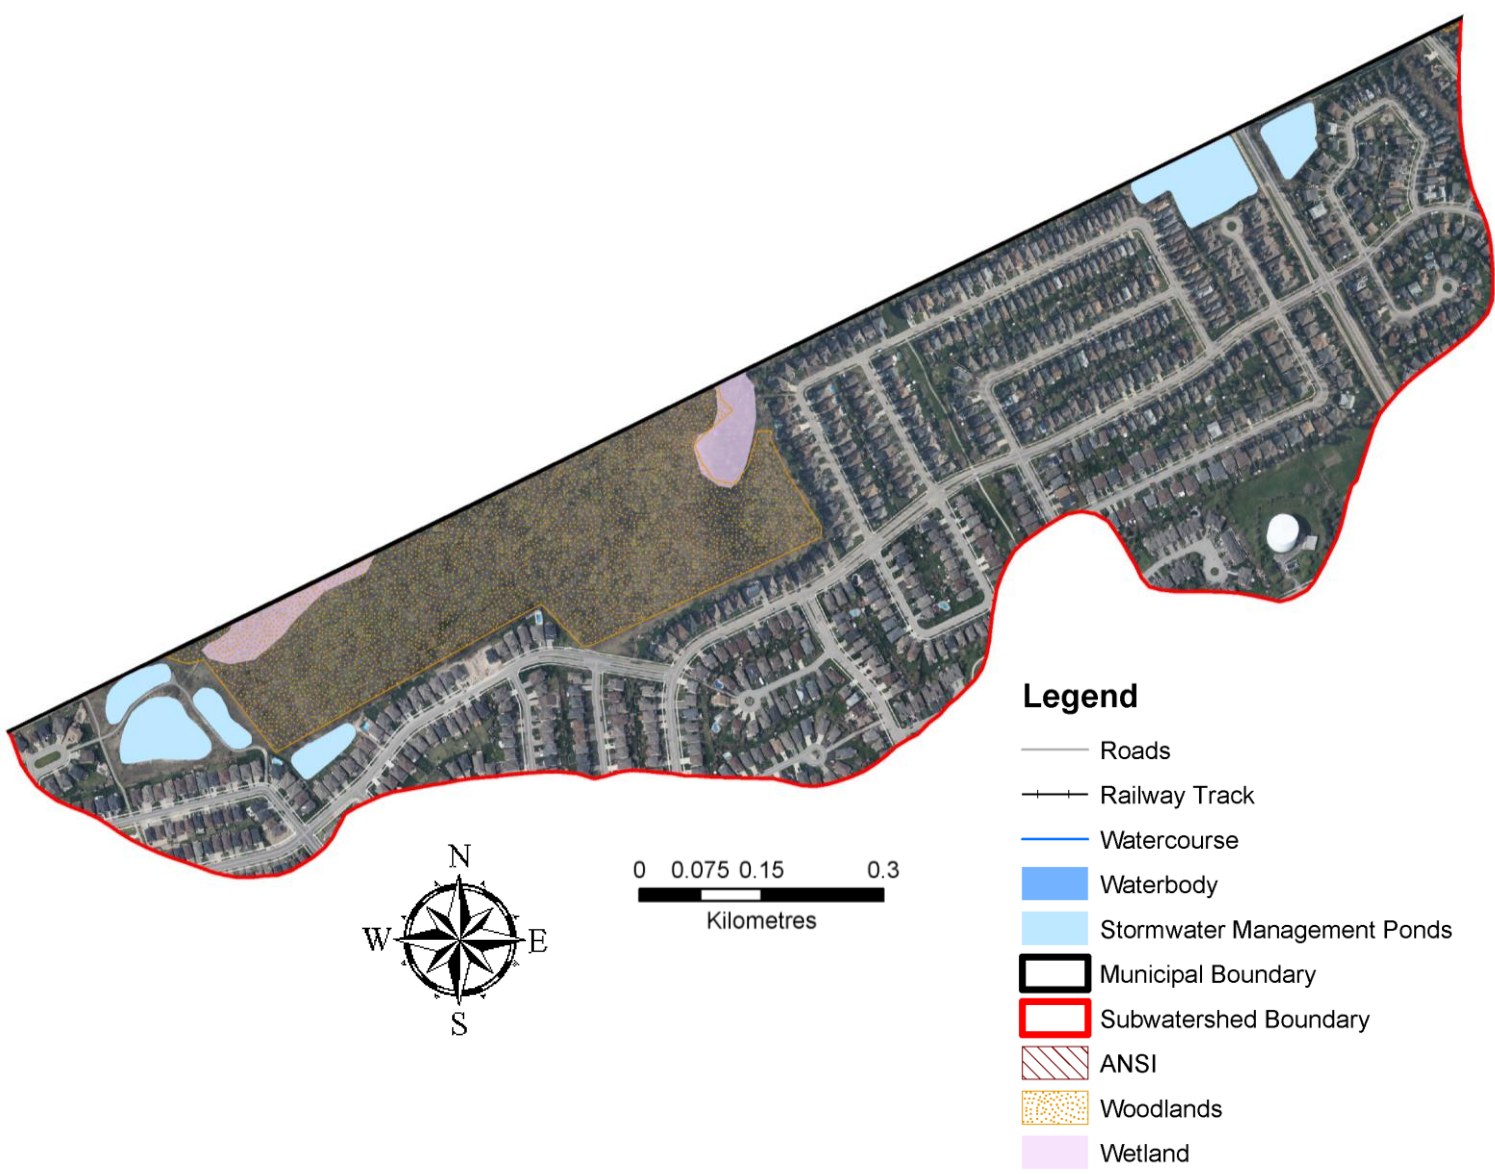 N
W E
S
0 0.075 0.15 0.3
Kilometres
Legend
Roads
Railway Track
Watercourse
Waterbody
Stormwater Management Ponds
Municipal Boundary
Subwatershed Boundary
ANSI
Woodlands
Wetland